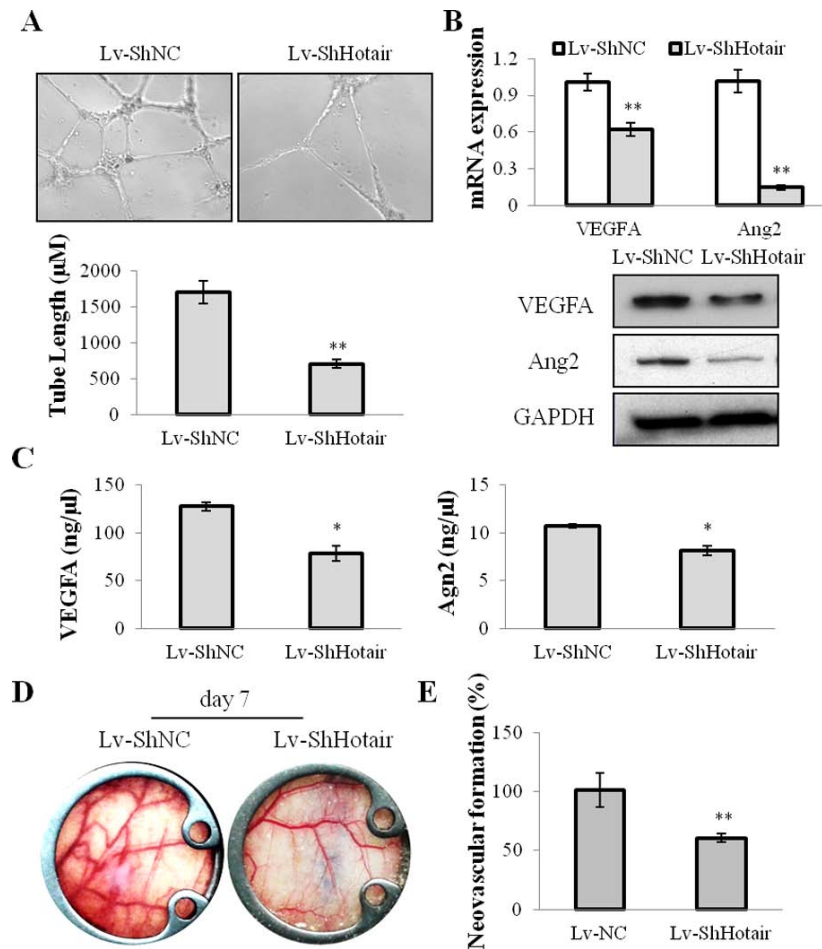 A
Lv-ShNC Lv-ShHotair
Tube Length (µM)
2000
1500
1000
500
0
**
Lv-ShNC Lv-ShHotair
B
Lv-ShNC Lv-ShHotair
mRNA expression
1.2
0.9
0.6
0.3
0
**
**
VEGFA Ang2
Lv-ShNC Lv-ShHotair
VEGFA
Ang2
GAPDH
C
VEGFA (ng/µl)
150
100
50
0
*
Lv-ShNC Lv-ShHotair
Agn2 (ng/µl)
15
10
5
0
*
Lv-ShNC Lv-ShHotair
D
day 7
Lv-ShNC Lv-ShHotair
E
Neovascular formation (%)
150
100
50
0
**
Lv-NC Lv-ShHotair